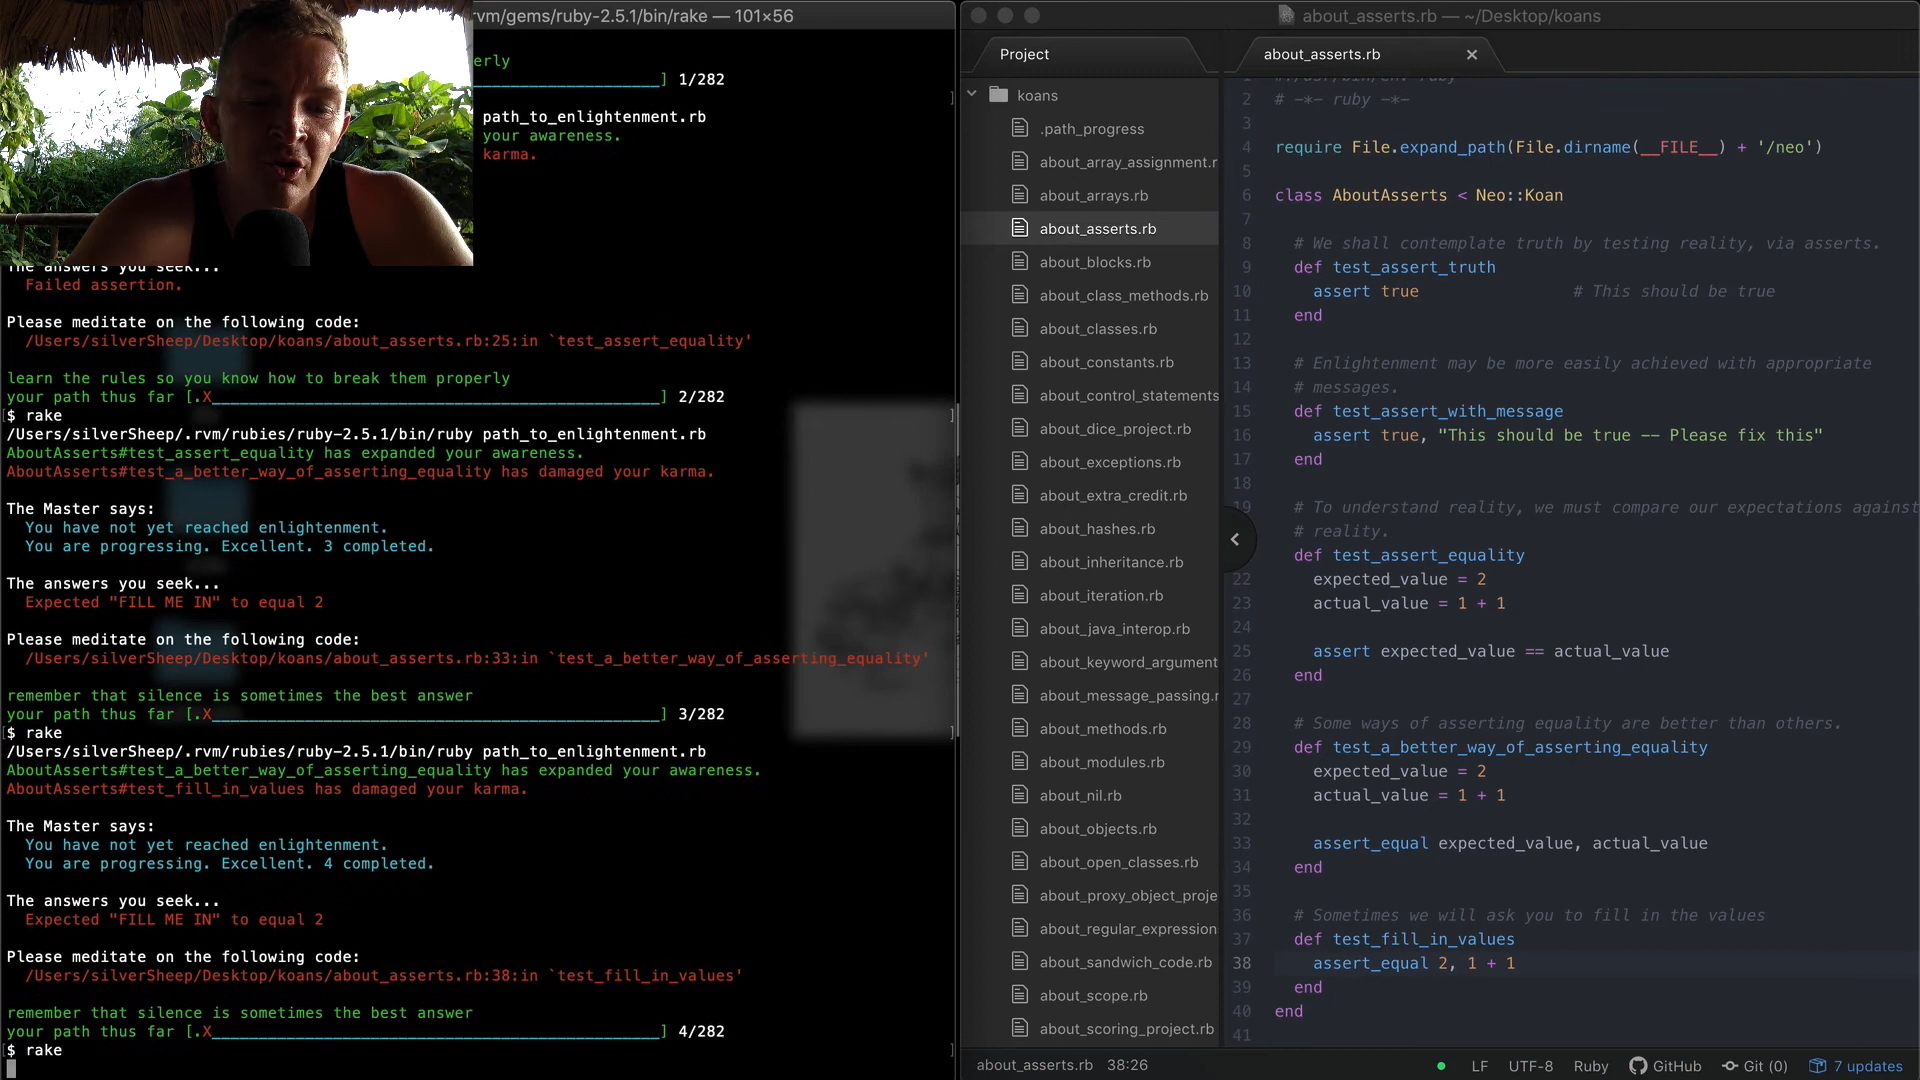 rvm/gems/ruby-2.5.1/bin/rake — 101×56
erly
] 1/282
path_to_enlightenment.rb
your awareness.
karma.
The answers you seek...
Failed assertion.
Please meditate on the following code:
/Users/silverSheep/Desktop/koans/about_asserts.rb:25:in `test_assert_equality'
learn the rules so you know how to break them properly
your path thus far [.X________________________________________________] 2/282
$ rake
/Users/silverSheep/.rvm/rubies/ruby-2.5.1/bin/ruby path_to_enlightenment.rb
AboutAsserts#test_assert_equality has expanded your awareness.
AboutAsserts#test_a_better_way_of_asserting_equality has damaged your karma.
The Master says:
You have not yet reached enlightenment.
You are progressing. Excellent. 3 completed.
The answers you seek...
Expected "FILL ME IN" to equal 2
Please meditate on the following code:
/Users/silverSheep/Desktop/koans/about_asserts.rb:33:in `test_a_better_way_of_asserting_equality'
remember that silence is sometimes the best answer
your path thus far [.X________________________________________________] 3/282
$ rake
/Users/silverSheep/.rvm/rubies/ruby-2.5.1/bin/ruby path_to_enlightenment.rb
AboutAsserts#test_a_better_way_of_asserting_equality has expanded your awareness.
AboutAsserts#test_fill_in_values has damaged your karma.
The Master says:
You have not yet reached enlightenment.
You are progressing. Excellent. 4 completed.
The answers you seek...
Expected "FILL ME IN" to equal 2
Please meditate on the following code:
/Users/silverSheep/Desktop/koans/about_asserts.rb:38:in `test_fill_in_values'
remember that silence is sometimes the best answer
your path thus far [.X________________________________________________] 4/282
$ rake
about_asserts.rb — ~/Desktop/koans
Project
koans
.path_progress
about_array_assignment.r
about_arrays.rb
about_asserts.rb
about_blocks.rb
about_class_methods.rb
about_classes.rb
about_constants.rb
about_control_statements
about_dice_project.rb
about_exceptions.rb
about_extra_credit.rb
about_hashes.rb
about_inheritance.rb
about_iteration.rb
about_java_interop.rb
about_keyword_argument
about_message_passing.r
about_methods.rb
about_modules.rb
about_nil.rb
about_objects.rb
about_open_classes.rb
about_proxy_object_proje
about_regular_expression
about_sandwich_code.rb
about_scope.rb
about_scoring_project.rb
about_asserts.rb
1 #!/usr/bin/env ruby
2 # -*- ruby -*-
3
4 require File.expand_path(File.dirname(__FILE__) + '/neo')
5
6 class AboutAsserts < Neo::Koan
7
8 # We shall contemplate truth by testing reality, via asserts.
9 def test_assert_truth
10 assert true # This should be true
11 end
12
13 # Enlightenment may be more easily achieved with appropriate
14 # messages.
15 def test_assert_with_message
16 assert true, "This should be true -- Please fix this"
17 end
18
19 # To understand reality, we must compare our expectations against
# reality.
def test_assert_equality
22 expected_value = 2
23 actual_value = 1 + 1
24
25 assert expected_value == actual_value
26 end
27
28 # Some ways of asserting equality are better than others.
29 def test_a_better_way_of_asserting_equality
30 expected_value = 2
31 actual_value = 1 + 1
32
33 assert_equal expected_value, actual_value
34 end
35
36 # Sometimes we will ask you to fill in the values
37 def test_fill_in_values
38 assert_equal 2, 1 + 1
39 end
40 end
41
about_asserts.rb 38:26
LF UTF-8 Ruby GitHub Git (0) 7 updates